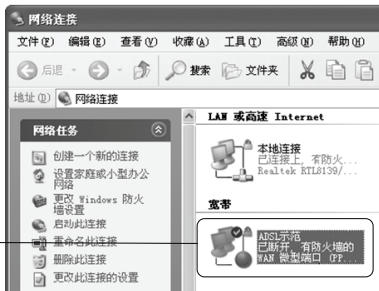 网络连接
文件(F) 编辑(E) 查看(V) 收藏(A) 工具(T) 高级(N) 帮助(H)
后退 搜索 文件夹
地址(D) 网络连接
网络任务
创建一个新的连接
设置家庭或小型办公
网络
更改 Windows 防火
墙设置
启动此连接
重命名此连接
删除此连接
更改此连接的设置
LAN 或高速 Internet
本地连接
已连接上, 有防火...
Realtek RTL8139/...
宽带
ADSL示范
已断开, 有防火墙的
WAN 微型端口 (PP...